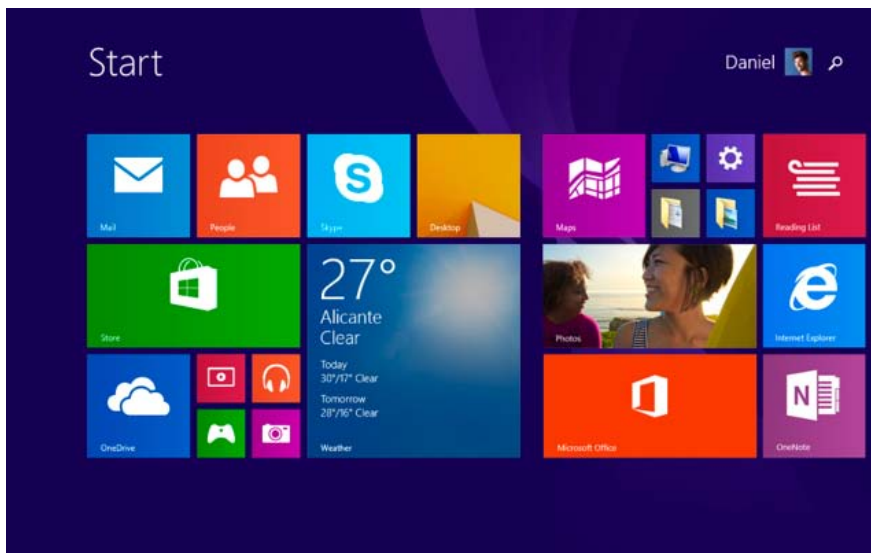 Start
Daniel
Mail
People
Skype
Desktop
Maps
Reading List
Store
27°
Alicante
Clear
Today
30°/17° Clear
Tomorrow
28°/16° Clear
Weather
Photos
Internet Explorer
OneDrive
Microsoft Office
N
OneNote